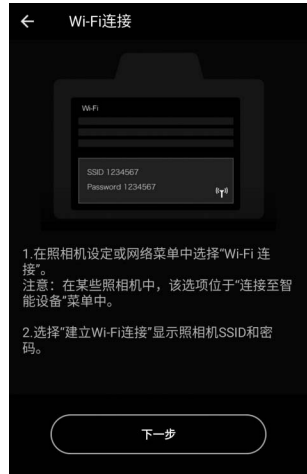 Wi-Fi连接
Wi-Fi
SSID 1234567
Password 1234567
1.在照相机设定或网络菜单中选择“Wi-Fi 连
接”。
注意：在某些照相机中，该选项位于“连接至智
能设备”菜单中。
2.选择“建立Wi-Fi连接”显示照相机SSID和密
码。
下一步